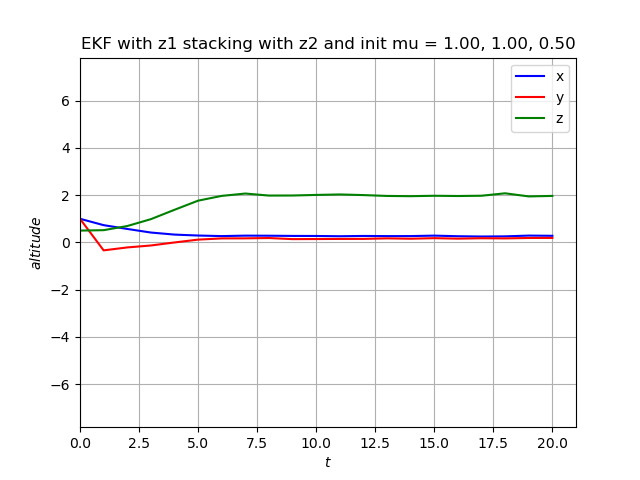 EKF with z1 stacking with z2 and init mu = 1.00, 1.00, 0.50
x
y
z
6
4
2
0
−2
−4
−6
altitude
0.0 2.5 5.0 7.5 10.0 12.5 15.0 17.5 20.0
t